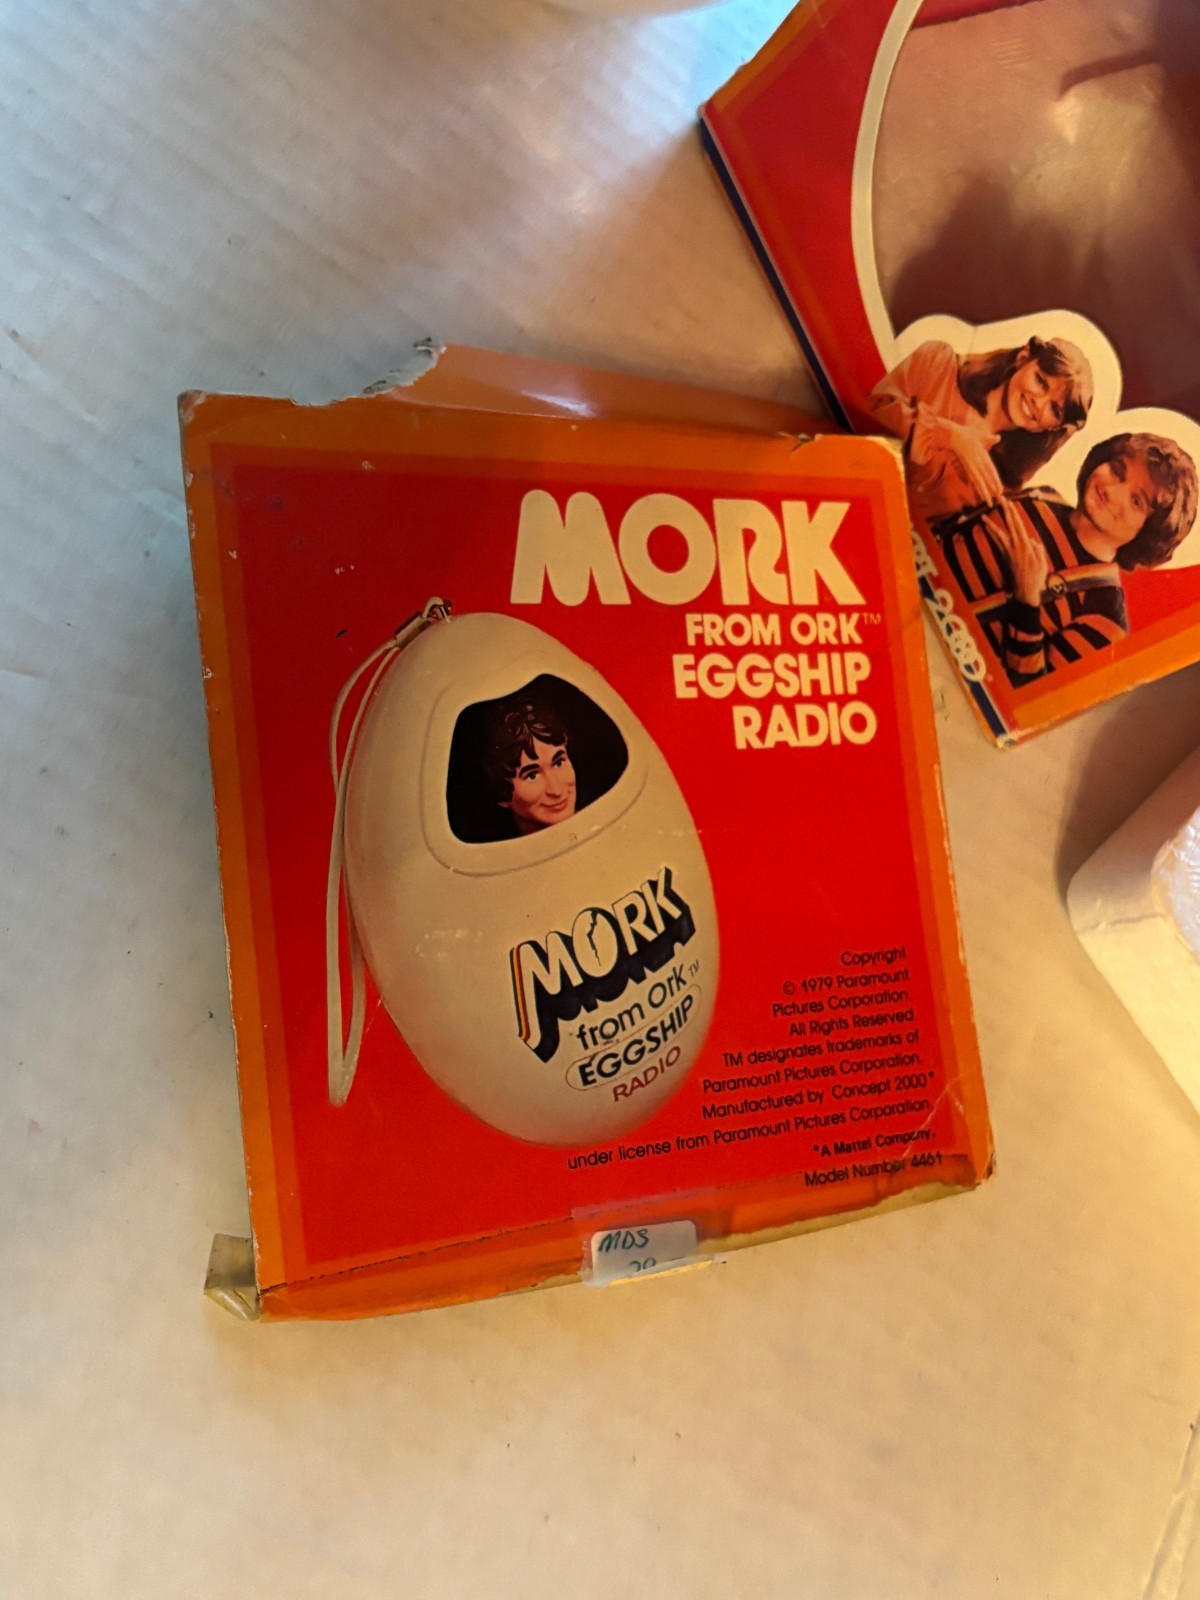 MORK
FROM ORK™
EGGSHIP
RADIO
MORK
from ork™
EGGSHIP
RADIO
Copyright
© 1979 Paramount
Pictures Corporation.
All Rights Reserved
TM designates trademarks of
Paramount Pictures Corporation.
Manufactured by Concept 2000*
under license from Paramount Pictures Corporation.
*A Mattel Company.
Model Number 4461
MDS
2000